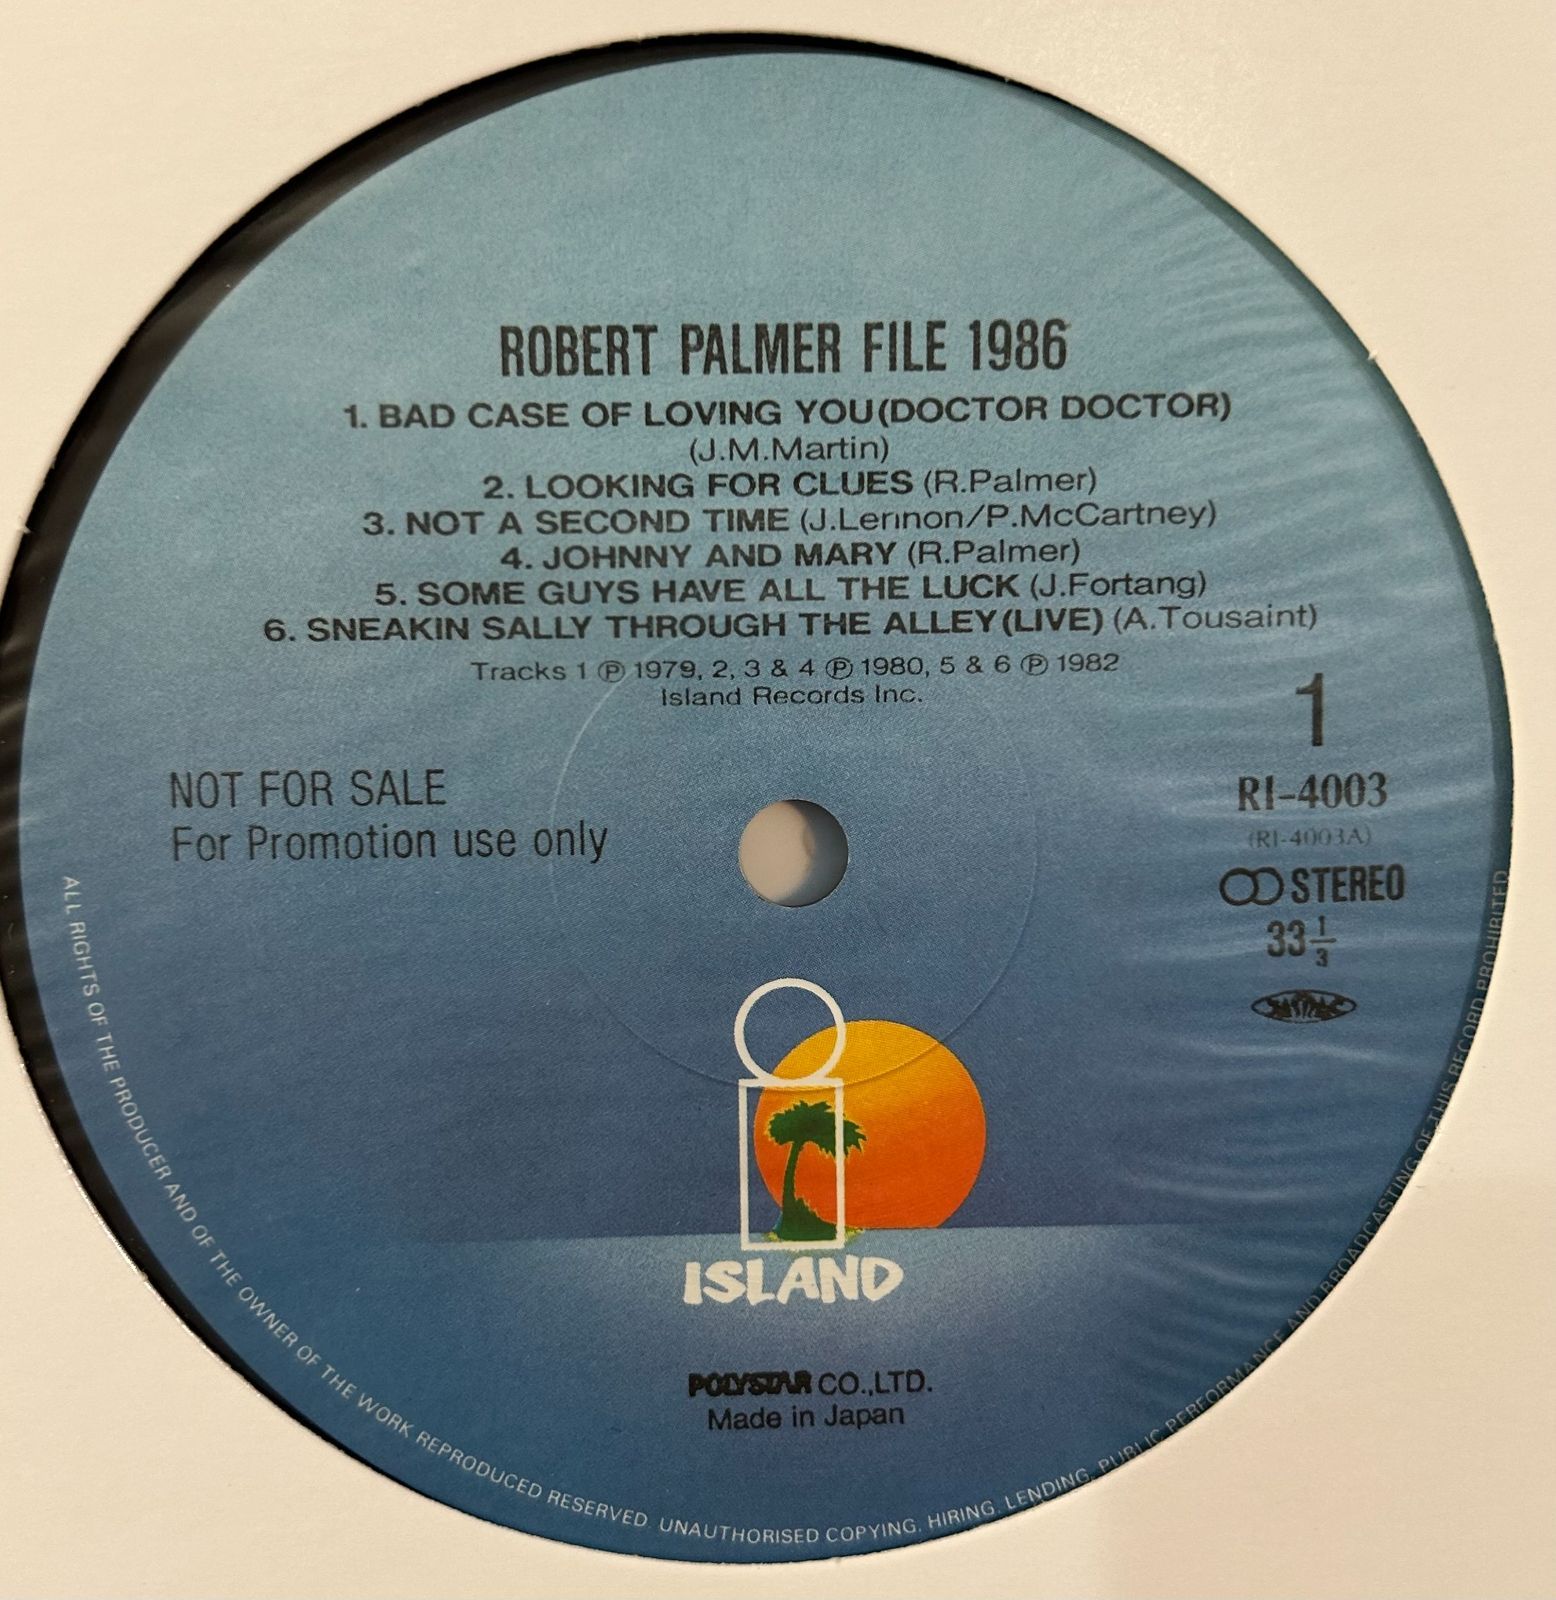 ROBERT PALMER FILE 1986
1. BAD CASE OF LOVING YOU(DOCTOR DOCTOR)
(J.M.Martin)
2. LOOKING FOR CLUES (R.Palmer)
3. NOT A SECOND TIME (J.Lennon/P.McCartney)
4. JOHNNY AND MARY (R.Palmer)
5. SOME GUYS HAVE ALL THE LUCK (J.Fortang)
6. SNEAKIN SALLY THROUGH THE ALLEY(LIVE) (A.Tousaint)
Tracks 1 ℗ 1979, 2, 3 & 4 ℗ 1980, 5 & 6 ℗ 1982
Island Records Inc.
1
NOT FOR SALE
For Promotion use only
RI-4003
(RI-4003A)
STEREO
33 1/3
ISLAND
POLYSTAR CO.,LTD.
Made in Japan
ALL RIGHTS OF THE PRODUCER AND OF THE OWNER OF THE WORK REPRODUCED RESERVED. UNAUTHORISED COPYING, HIRING, LENDING, PUBLIC PERFORMANCE AND BROADCASTING OF THIS RECORD PROHIBITED